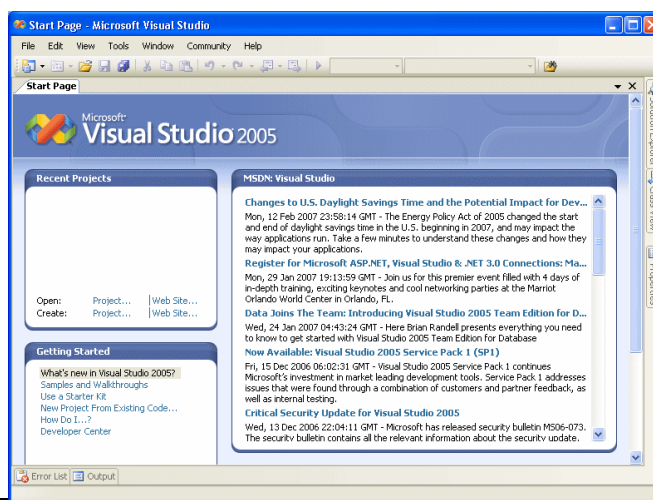 Start Page - Microsoft Visual Studio
File Edit View Tools Window Community Help
Start Page
Microsoft
Visual Studio 2005
Recent Projects
Open: Project... Web Site...
Create: Project... Web Site...
Getting Started
What's new in Visual Studio 2005?
Samples and Walkthroughs
Use a Starter Kit
New Project From Existing Code...
How Do I...?
Developer Center
MSDN: Visual Studio
Changes to U.S. Daylight Savings Time and the Potential Impact for Dev...
Mon, 12 Feb 2007 23:58:14 GMT - The Energy Policy Act of 2005 changed the start
and end of daylight savings time in the U.S. beginning in 2007, and may impact the
way applications run. Take a few minutes to understand these changes and how they
may impact your applications.
Register for Microsoft ASP.NET, Visual Studio & .NET 3.0 Connections: Ma...
Mon, 29 Jan 2007 19:13:59 GMT - Join us for this premier event filled with 4 days of
in-depth training, exciting keynotes and cool networking parties at the Marriot
Orlando World Center in Orlando, FL.
Data Joins The Team: Introducing Visual Studio 2005 Team Edition for D...
Wed, 24 Jan 2007 04:43:24 GMT - Here Brian Randell presents everything you need
to know to get started with Visual Studio 2005 Team Edition for Database
Now Available: Visual Studio 2005 Service Pack 1 (SP1)
Fri, 15 Dec 2006 06:02:31 GMT - Visual Studio 2005 Service Pack 1 continues
Microsoft's investment in market leading development tools. Service Pack 1 addresses
issues that were found through a combination of customers and partner feedback, as
well as internal testing.
Critical Security Update for Visual Studio 2005
Wed, 13 Dec 2006 22:04:11 GMT - Microsoft has released security bulletin MS06-073.
The security bulletin contains all the relevant information about the security update.
Error List Output